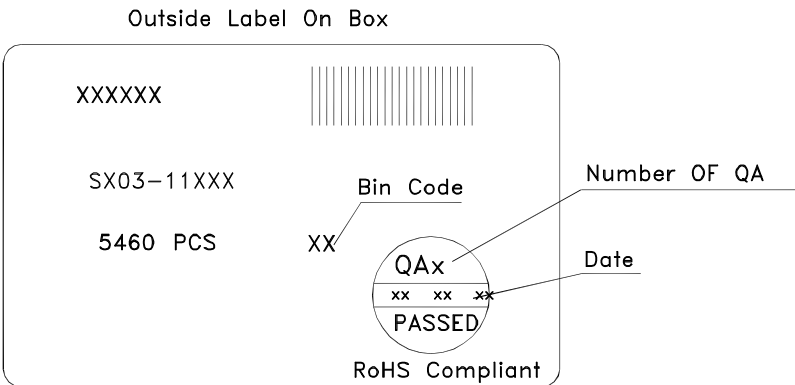 Outside Label On Box
XXXXXX
SX03-11XXX
Bin Code
Number OF QA
5460 PCS
XX
QAx
Date
xx xx xx
PASSED
RoHS Compliant